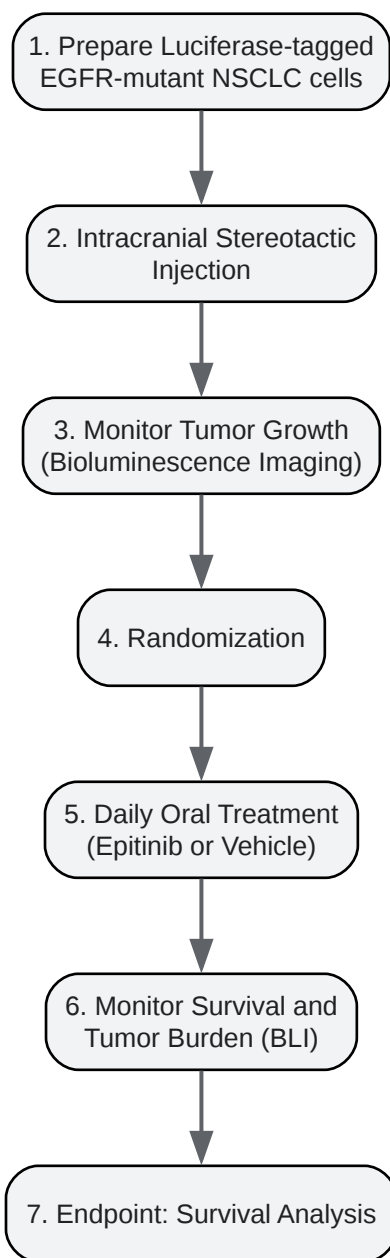 1. Prepare Luciferase-tagged
EGFR-mutant NSCLC cells
2. Intracranial Stereotactic
Injection
3. Monitor Tumor Growth
(Bioluminescence Imaging)
4. Randomization
5. Daily Oral Treatment
(Epitinib or Vehicle)
6. Monitor Survival and
Tumor Burden (BLI)
7. Endpoint: Survival Analysis